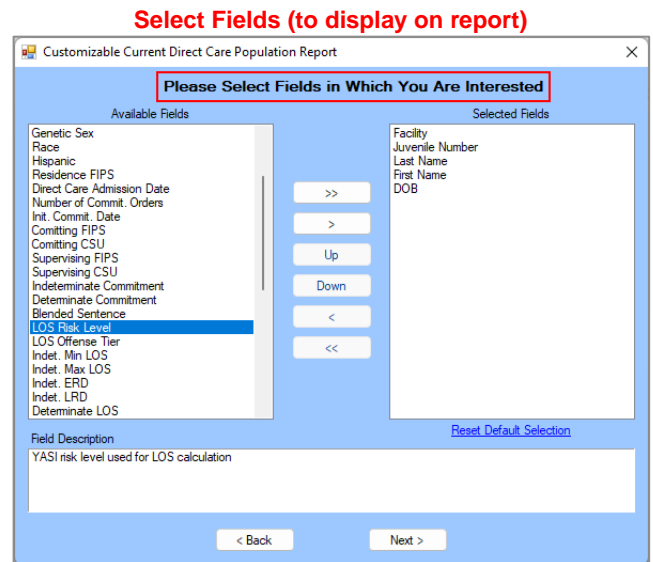 Select Fields (to display on report)
Customizable Current Direct Care Population Report
Please Select Fields in Which You Are Interested
Available Fields
Genetic Sex
Race
Hispanic
Residence FIPS
Direct Care Admission Date
Number of Commit. Orders
Init. Commit. Date
Comitting FIPS
Comitting CSU
Supervising FIPS
Supervising CSU
Indeterminate Commitment
Determinate Commitment
Blended Sentence
LOS Risk Level
LOS Offense Tier
Indet. Min LOS
Indet. Max LOS
Indet. ERD
Indet. LRD
Determinate LOS
>>
>
Up
Down
<
<<
Selected Fields
Facility
Juvenile Number
Last Name
First Name
DOB
Reset Default Selection
Field Description
YASI risk level used for LOS calculation
< Back
Next >